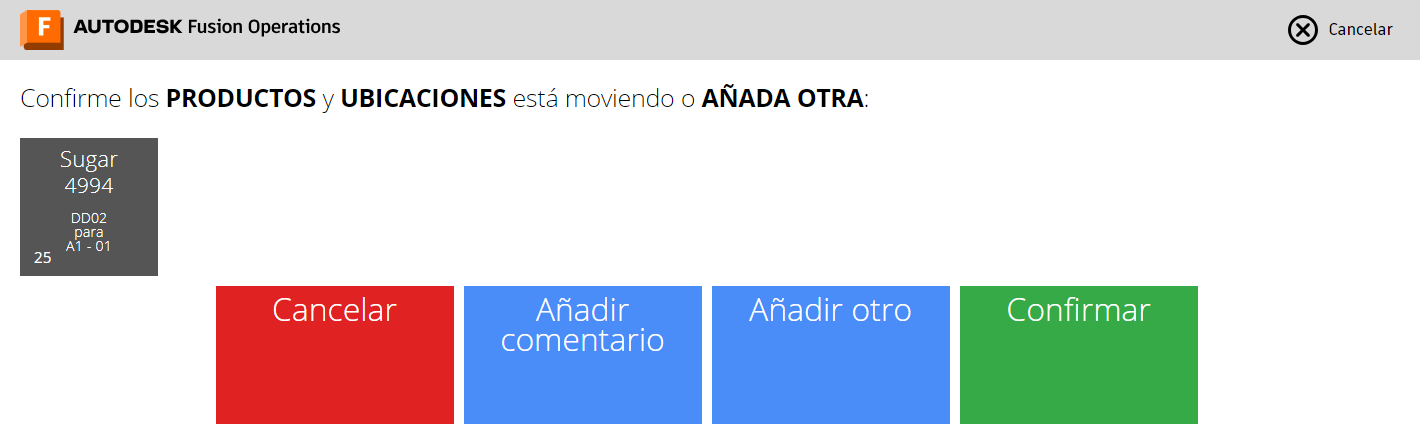 AUTODESK Fusion Operations
Cancelar
Confirme los PRODUCTOS y UBICACIONES está moviendo o AÑADA OTRA:
Sugar
4994
DD02
para
A1 - 01
25
Cancelar
Añadir
comentario
Añadir otro
Confirmar